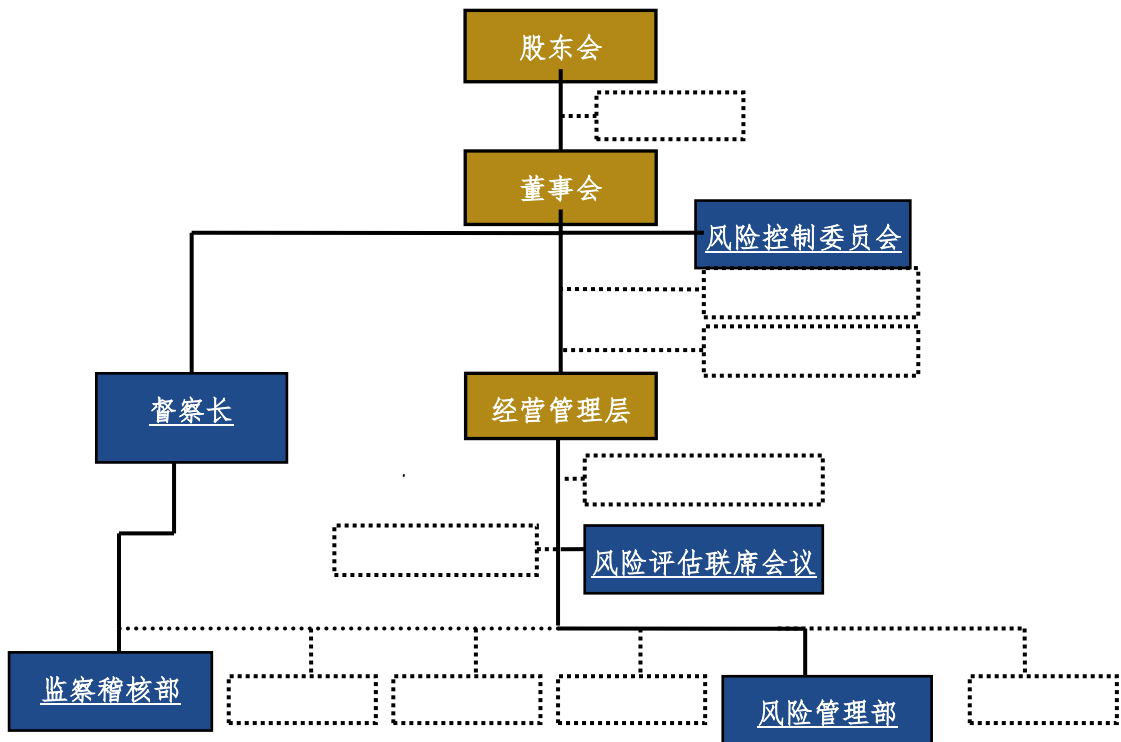 股东会
董事会
风险控制委员会
督察长
经营管理层
风险评估联席会议
监察稽核部
风险管理部